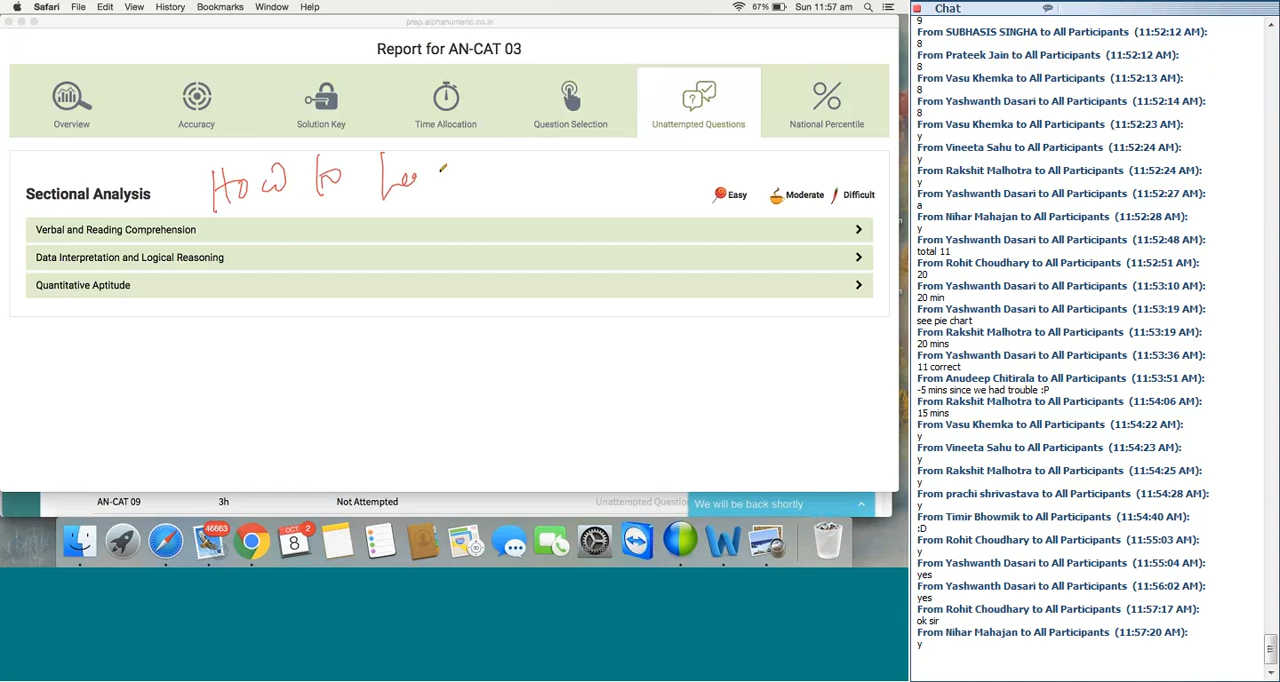 Safari File Edit View History Bookmarks Window Help
67% Sun 11:57 am
prep.alphanumeric.co.in
Report for AN-CAT 03
Overview
Accuracy
Solution Key
Time Allocation
Question Selection
Unattempted Questions
National Percentile
How to
Sectional Analysis
Easy Moderate Difficult
Verbal and Reading Comprehension
Data Interpretation and Logical Reasoning
Quantitative Aptitude
AN-CAT 09 3h Not Attempted Unattempted Questio
We will be back shortly
46663
OCT 2
8
Chat
9
From SUBHASIS SINGHA to All Participants (11:52:12 AM):
8
From Prateek Jain to All Participants (11:52:12 AM):
8
From Vasu Khemka to All Participants (11:52:13 AM):
8
From Yashwanth Dasari to All Participants (11:52:14 AM):
8
From Vasu Khemka to All Participants (11:52:23 AM):
y
From Vineeta Sahu to All Participants (11:52:24 AM):
y
From Rakshit Malhotra to All Participants (11:52:24 AM):
y
From Yashwanth Dasari to All Participants (11:52:27 AM):
a
From Nihar Mahajan to All Participants (11:52:28 AM):
y
From Yashwanth Dasari to All Participants (11:52:48 AM):
total 11
From Rohit Choudhary to All Participants (11:52:51 AM):
20
From Yashwanth Dasari to All Participants (11:53:10 AM):
20 min
From Yashwanth Dasari to All Participants (11:53:19 AM):
see pie chart
From Rakshit Malhotra to All Participants (11:53:19 AM):
20 mins
From Yashwanth Dasari to All Participants (11:53:36 AM):
11 correct
From Anudeep Chitirala to All Participants (11:53:51 AM):
-5 mins since we had trouble :P
From Rakshit Malhotra to All Participants (11:54:06 AM):
15 mins
From Vasu Khemka to All Participants (11:54:22 AM):
y
From Vineeta Sahu to All Participants (11:54:23 AM):
y
From Rakshit Malhotra to All Participants (11:54:25 AM):
y
From prachi shrivastava to All Participants (11:54:28 AM):
y
From Timir Bhowmik to All Participants (11:54:40 AM):
:D
From Rohit Choudhary to All Participants (11:55:03 AM):
y
From Yashwanth Dasari to All Participants (11:55:04 AM):
yes
From Yashwanth Dasari to All Participants (11:56:02 AM):
yes
From Rohit Choudhary to All Participants (11:57:17 AM):
ok sir
From Nihar Mahajan to All Participants (11:57:20 AM):
y